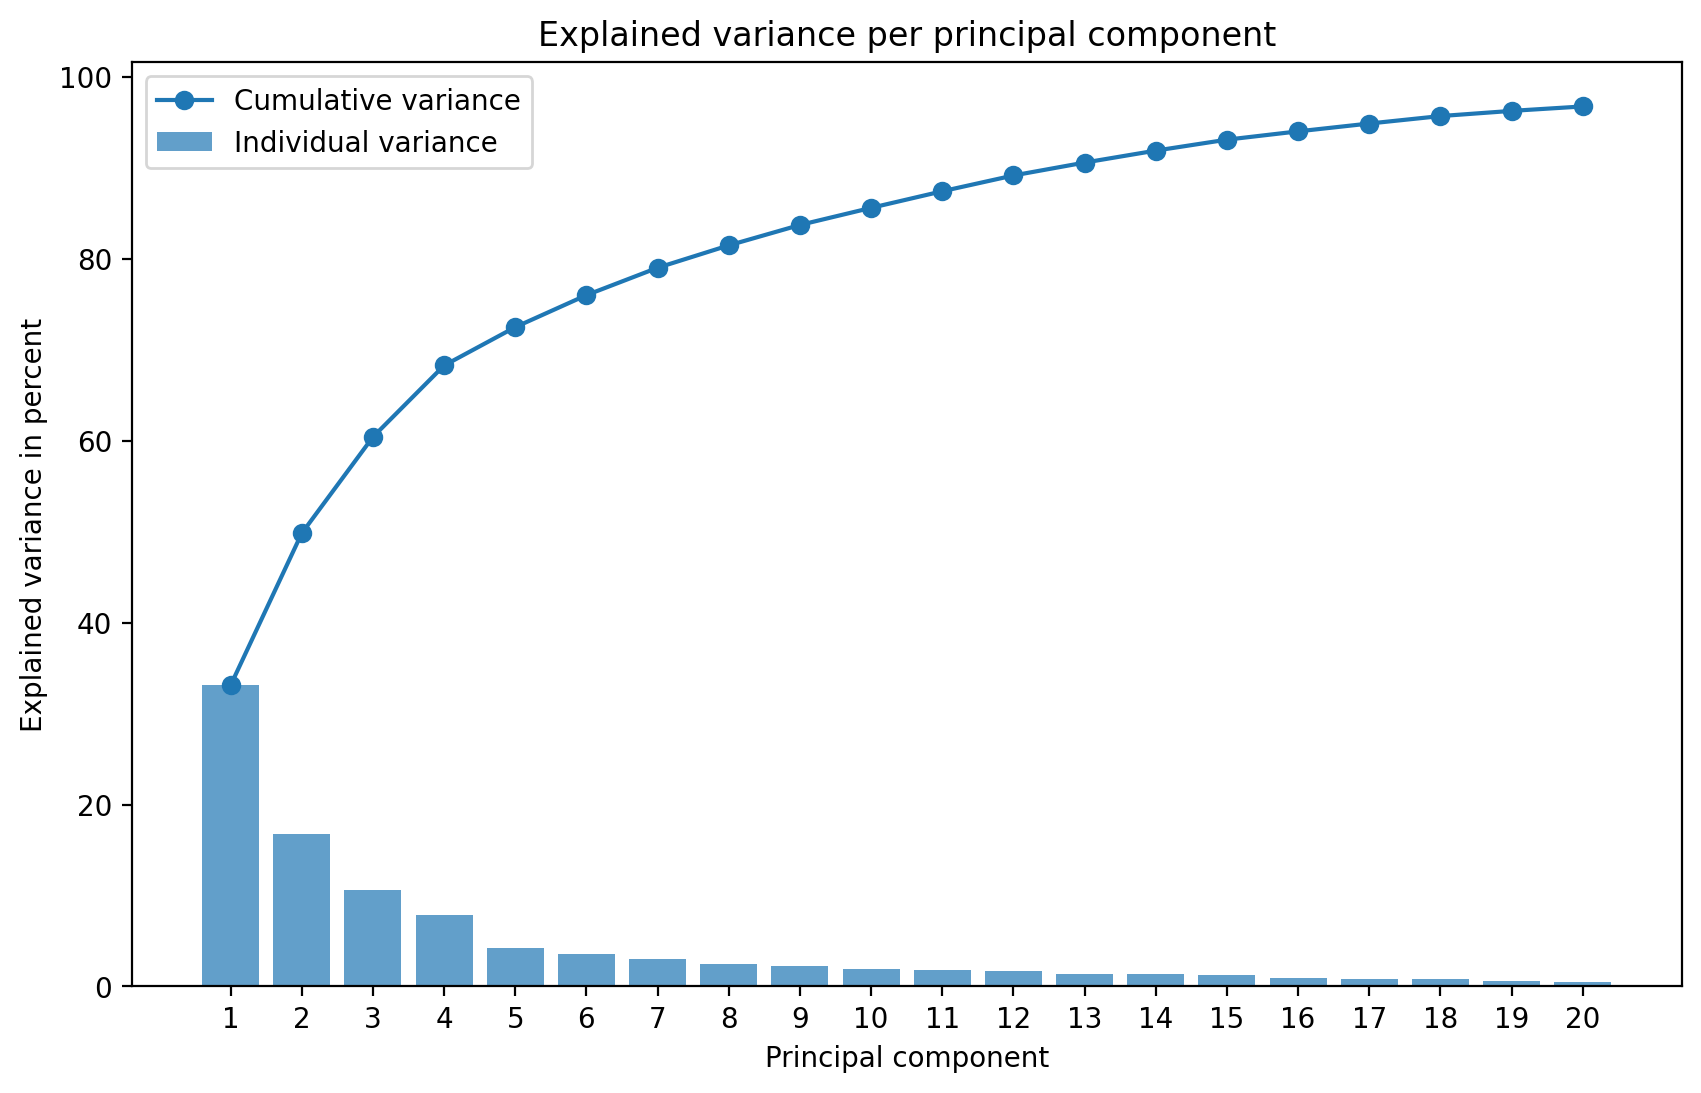 Explained variance per principal component
Cumulative variance
Individual variance
Explained variance in percent
100
80
60
40
20
0
1 2 3 4 5 6 7 8 9 10 11 12 13 14 15 16 17 18 19 20
Principal component